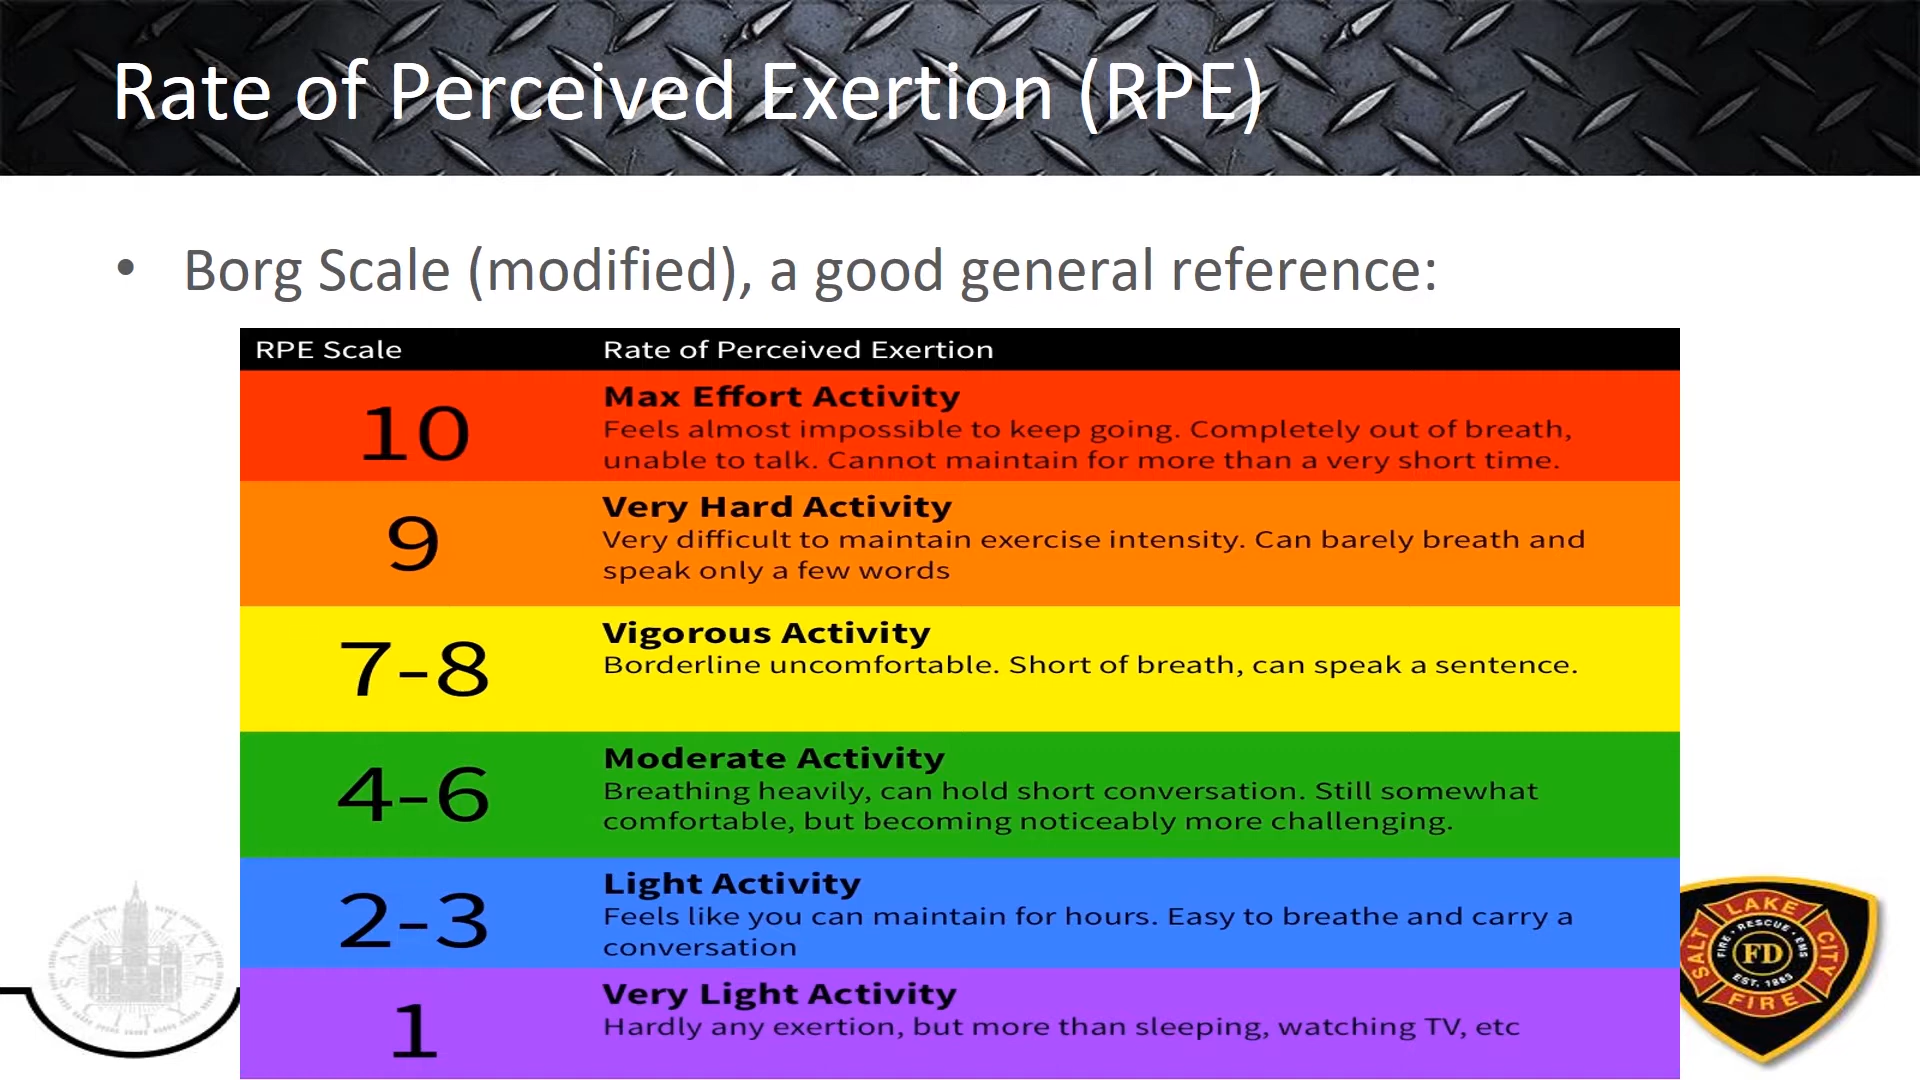 Rate of Perceived Exertion (RPE)
• Borg Scale (modified), a good general reference:
RPE Scale Rate of Perceived Exertion
10
Max Effort Activity
Feels almost impossible to keep going. Completely out of breath,
unable to talk. Cannot maintain for more than a very short time.
9
Very Hard Activity
Very difficult to maintain exercise intensity. Can barely breath and
speak only a few words
7-8
Vigorous Activity
Borderline uncomfortable. Short of breath, can speak a sentence.
4-6
Moderate Activity
Breathing heavily, can hold short conversation. Still somewhat
comfortable, but becoming noticeably more challenging.
2-3
Light Activity
Feels like you can maintain for hours. Easy to breathe and carry a
conversation
1
Very Light Activity
Hardly any exertion, but more than sleeping, watching TV, etc
SALT LAKE
CITY
SALT LAKE CITY
FIRE • RESCUE • EMS
FD
EST. 1883
FIRE